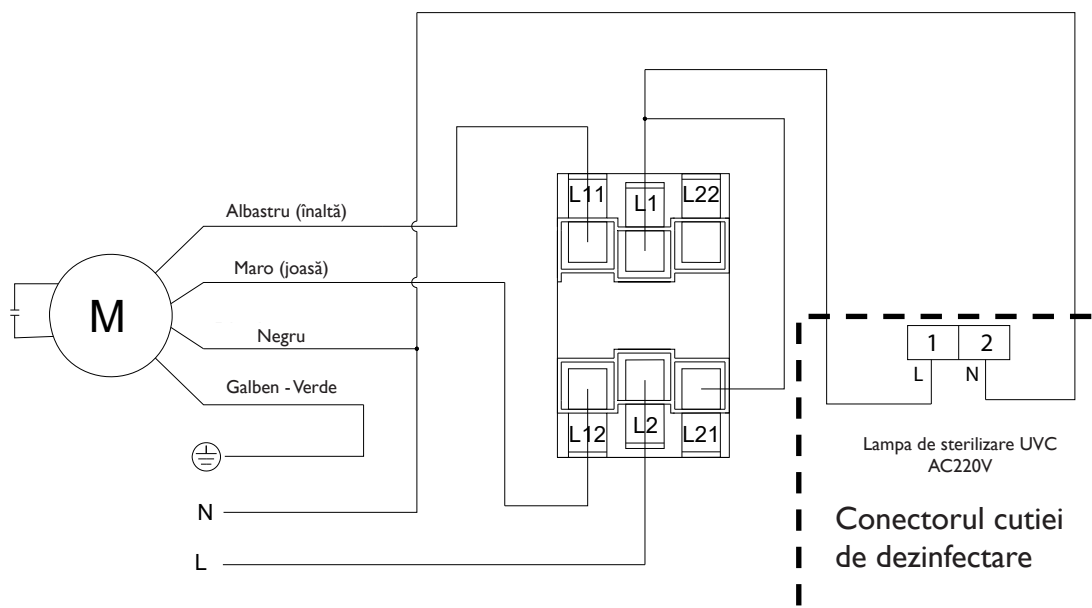 L11
L1
L22
Albastru (înaltă)
Maro (joasă)
M
Negru
Galben - Verde
1 2
L N
L12
L2
L21
Lampa de sterilizare UVC
AC220V
N
L
Conectorul cutiei
de dezinfectare